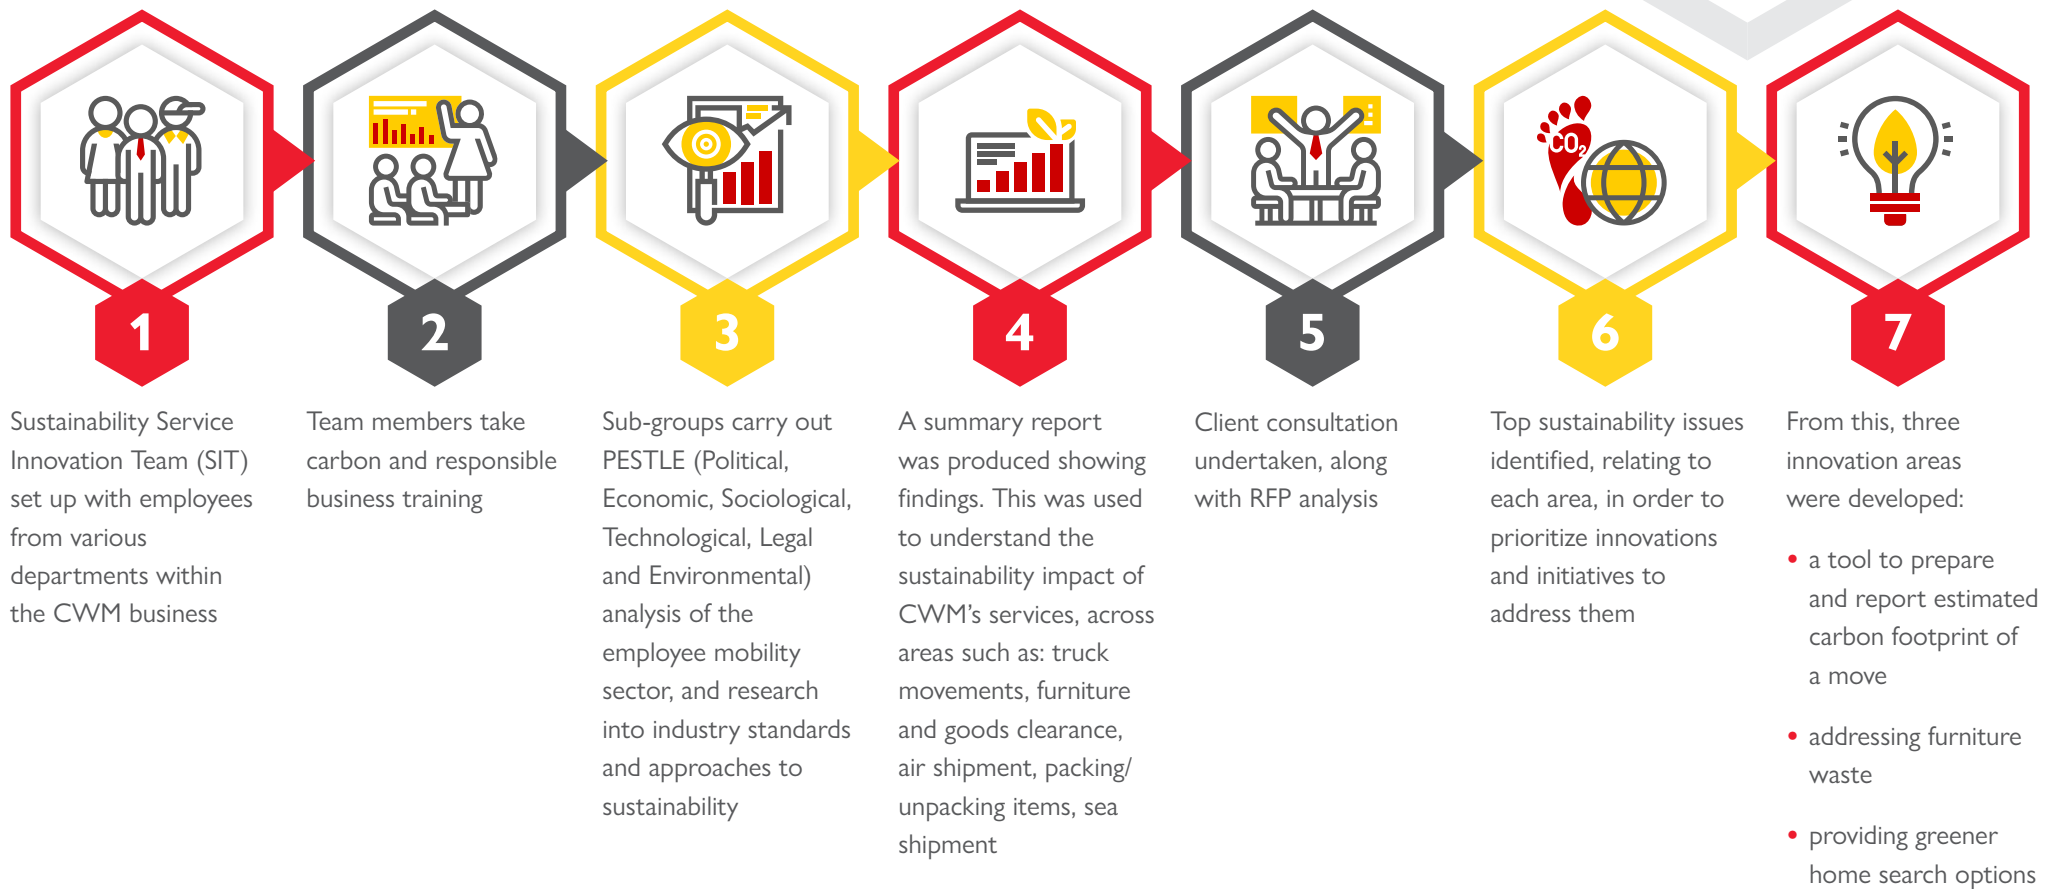 CO₂
1
Sustainability Service
Innovation Team (SIT)
set up with employees
from various
departments within
the CWM business
2
Team members take
carbon and responsible
business training
3
Sub-groups carry out
PESTLE (Political,
Economic, Sociological,
Technological, Legal
and Environmental)
analysis of the
employee mobility
sector, and research
into industry standards
and approaches to
sustainability
4
A summary report
was produced showing
findings. This was used
to understand the
sustainability impact of
CWM’s services, across
areas such as: truck
movements, furniture
and goods clearance,
air shipment, packing/
unpacking items, sea
shipment
5
Client consultation
undertaken, along
with RFP analysis
6
Top sustainability issues
identified, relating to
each area, in order to
prioritize innovations
and initiatives to
address them
7
From this, three
innovation areas
were developed:
• a tool to prepare
and report estimated
carbon footprint of
a move
• addressing furniture
waste
• providing greener
home search options